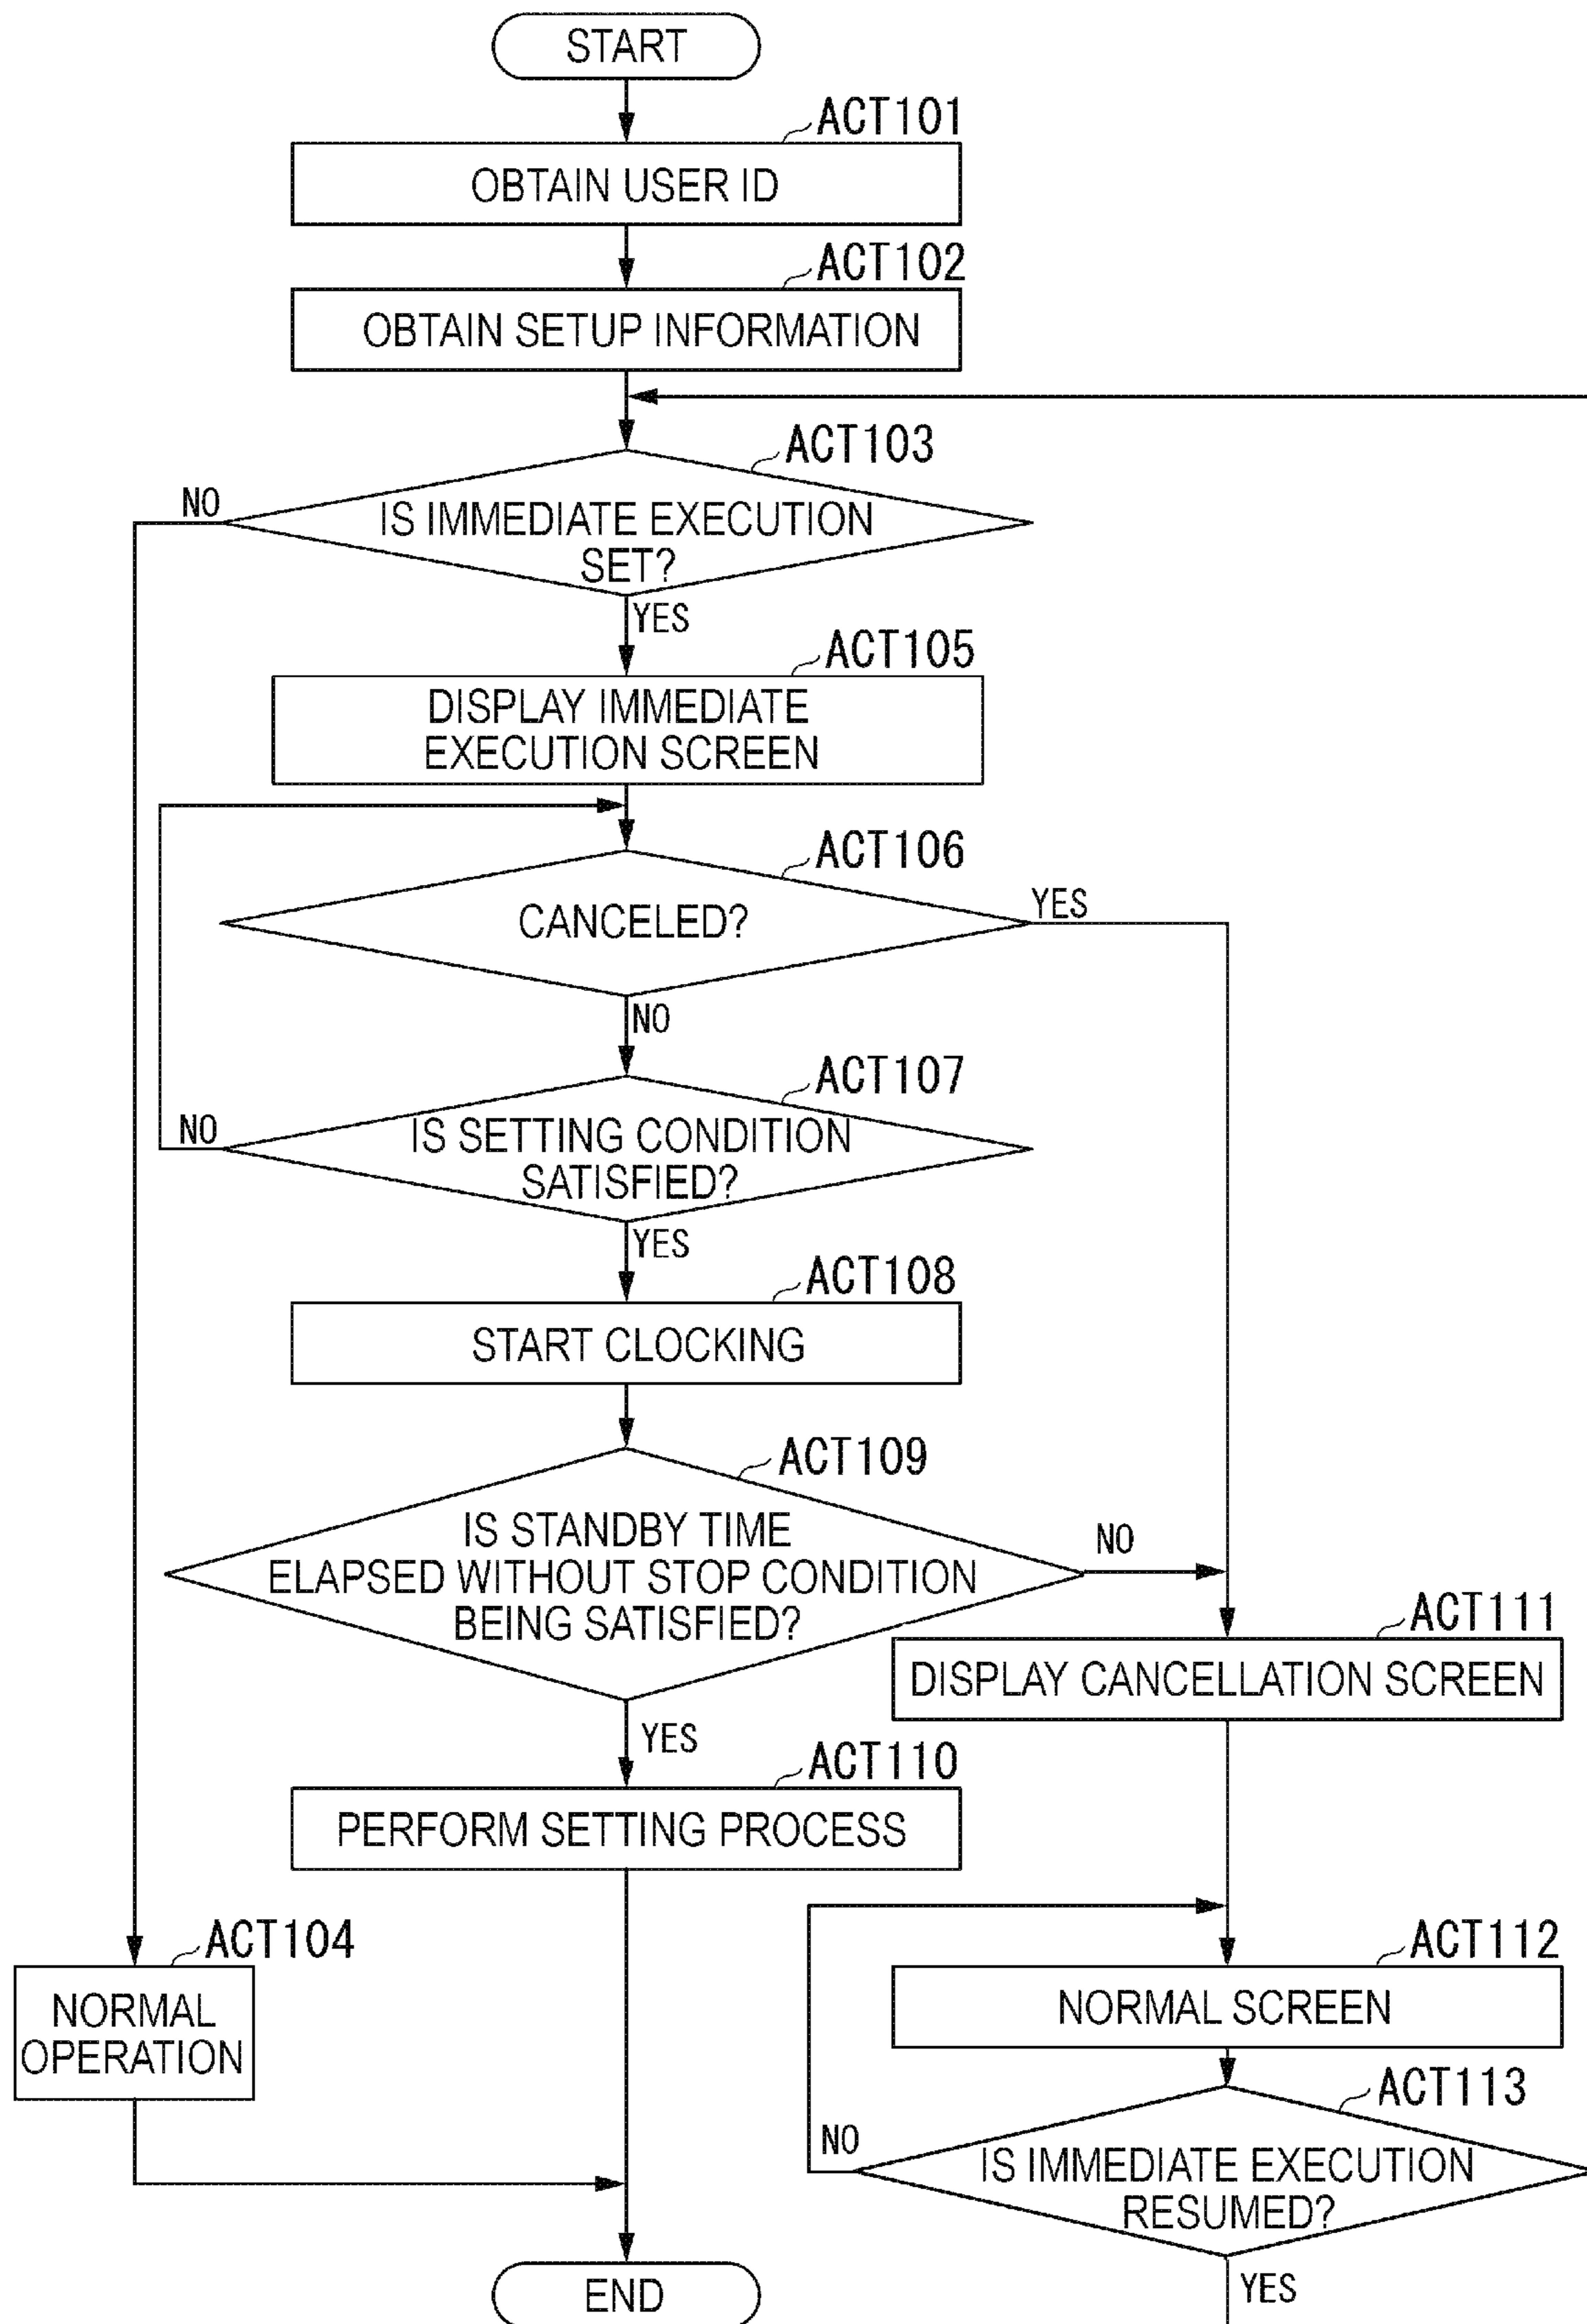 START
ACT101
OBTAIN USER ID
ACT102
OBTAIN SETUP INFORMATION
ACT103
NO
IS IMMEDIATE EXECUTION
SET?
YES
ACT105
DISPLAY IMMEDIATE
EXECUTION SCREEN
ACT106
CANCELED?
YES
NO
ACT107
NO
IS SETTING CONDITION
SATISFIED?
YES
ACT108
START CLOCKING
ACT109
IS STANDBY TIME
ELAPSED WITHOUT STOP CONDITION
BEING SATISFIED?
NO
YES
ACT111
DISPLAY CANCELLATION SCREEN
ACT110
PERFORM SETTING PROCESS
ACT104
NORMAL
OPERATION
ACT112
NORMAL SCREEN
ACT113
NO
IS IMMEDIATE EXECUTION
RESUMED?
YES
END